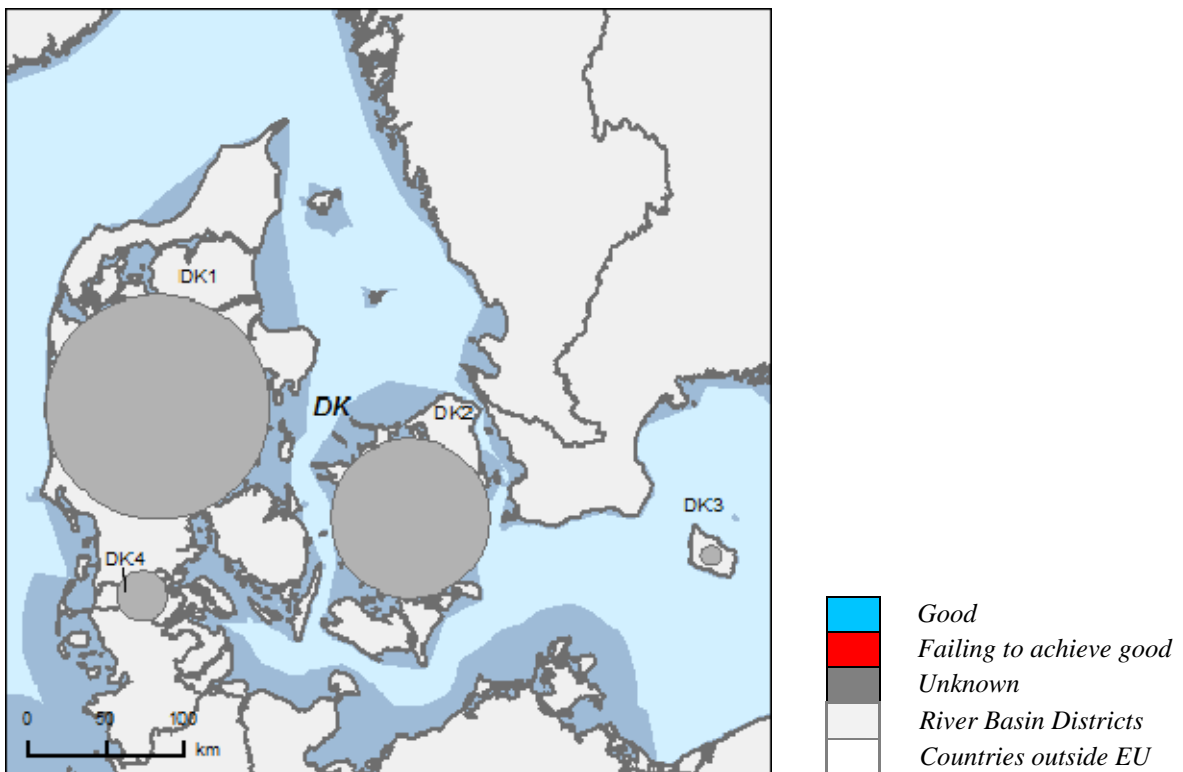 DK1
DK
DK2
DK3
DK4
0 50 100
km
Good
Failing to achieve good
Unknown
River Basin Districts
Countries outside EU